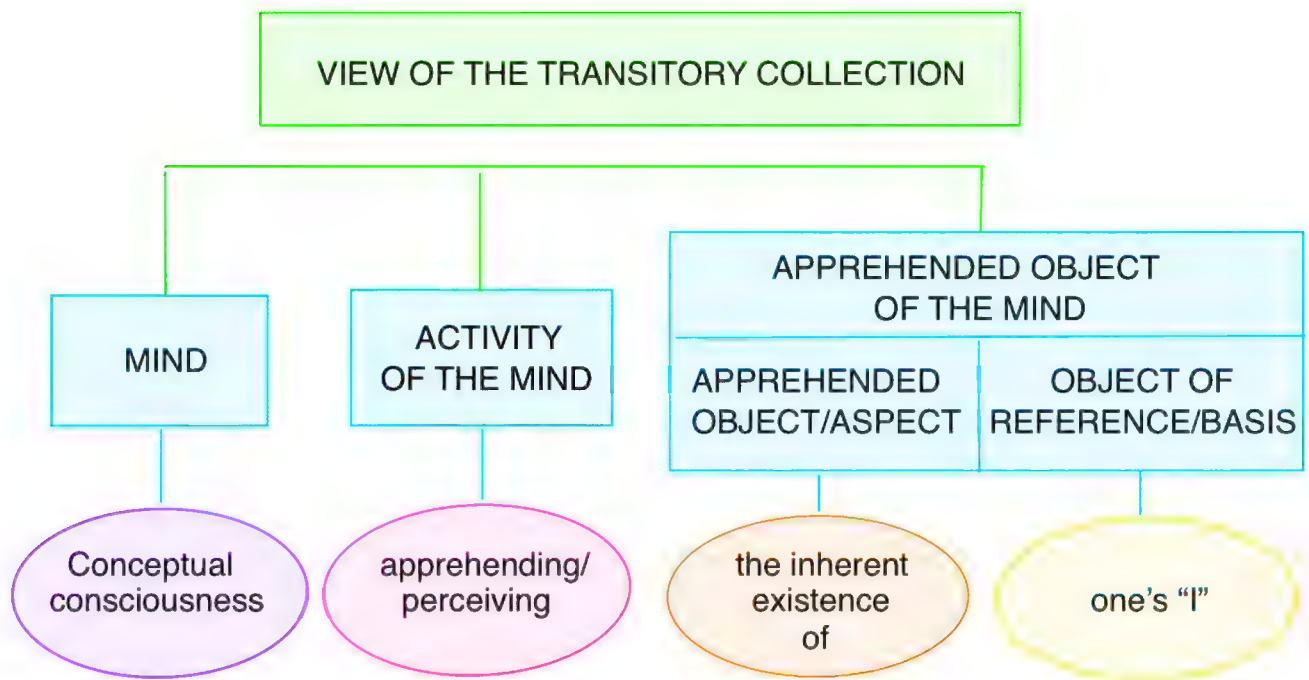 VIEW OF THE TRANSITORY COLLECTION
MIND
ACTIVITY
OF THE MIND
APPREHENDED OBJECT
OF THE MIND
APPREHENDED
OBJECT/ASPECT
OBJECT OF
REFERENCE/BASIS
Conceptual
consciousness
apprehending/
perceiving
the inherent
existence
of
one's “I”